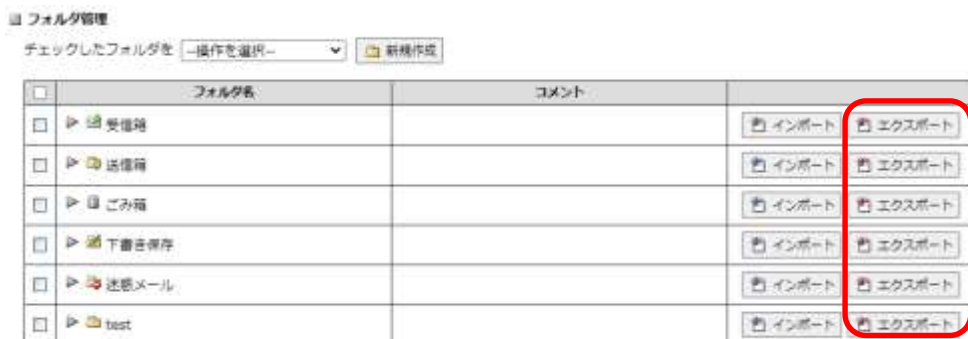 フォルダ管理
チェックしたフォルダを --操作を選択-- 新規作成
フォルダ名 コメント
受信箱 インポート エクスポート
送信箱 インポート エクスポート
ごみ箱 インポート エクスポート
下書き保存 インポート エクスポート
迷惑メール インポート エクスポート
test インポート エクスポート